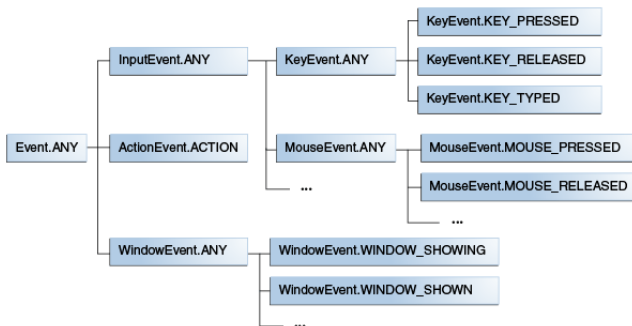 KeyEvent.KEY_PRESSED
InputEvent.ANY
KeyEvent.ANY
KeyEvent.KEY_RELEASED
KeyEvent.KEY_TYPED
Event.ANY
ActionEvent.ACTION
MouseEvent.ANY
MouseEvent.MOUSE_PRESSED
MouseEvent.MOUSE_RELEASED
...
...
WindowEvent.ANY
WindowEvent.WINDOW_SHOWING
WindowEvent.WINDOW_SHOWN
...